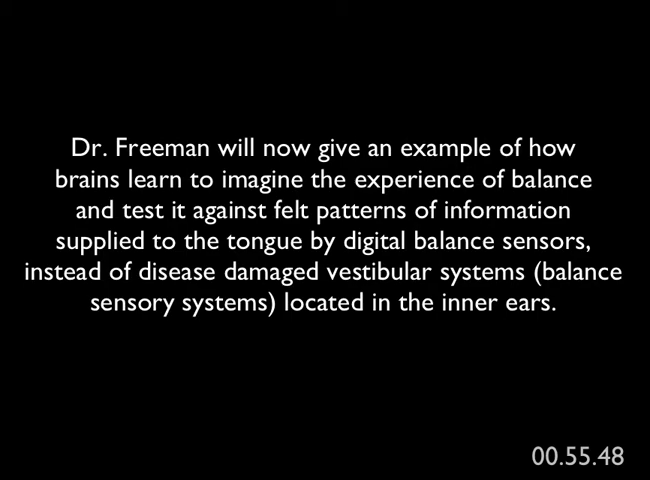 Dr. Freeman will now give an example of how
brains learn to imagine the experience of balance
and test it against felt patterns of information
supplied to the tongue by digital balance sensors,
instead of disease damaged vestibular systems (balance
sensory systems) located in the inner ears.
00.55.48